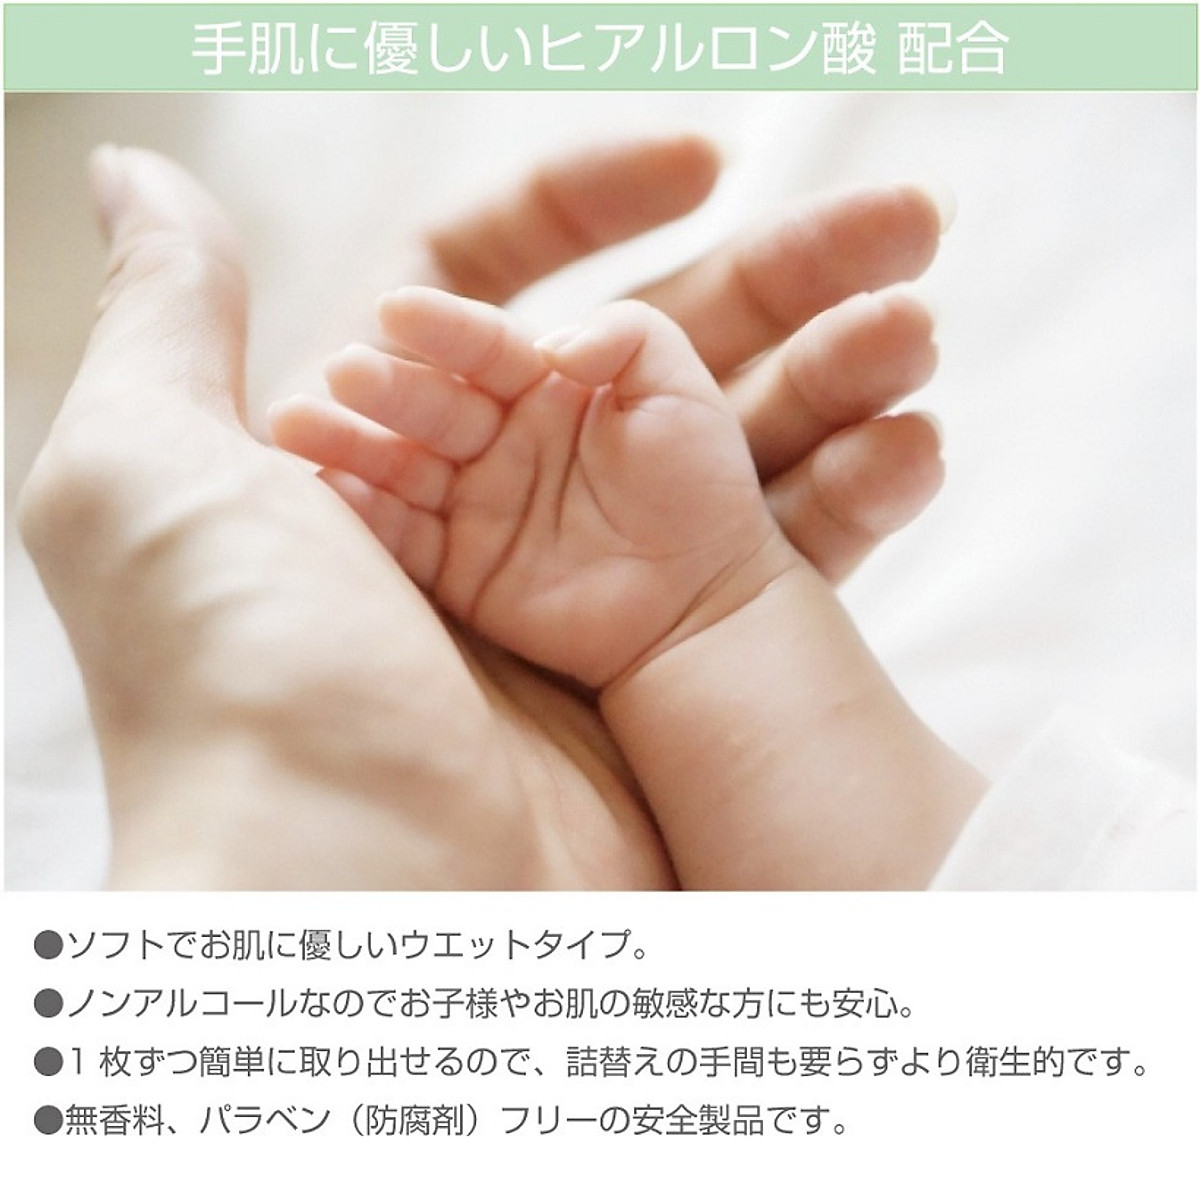 手肌に優しいヒアルロン酸 配合
●ソフトでお肌に優しいウエットタイプ。
●ノンアルコールなのでお子様やお肌の敏感な方にも安心。
●1 枚ずつ簡単に取り出せるので、詰替えの手間も要らずより衛生的です。
●無香料、パラベン（防腐剤）フリーの安全製品です。